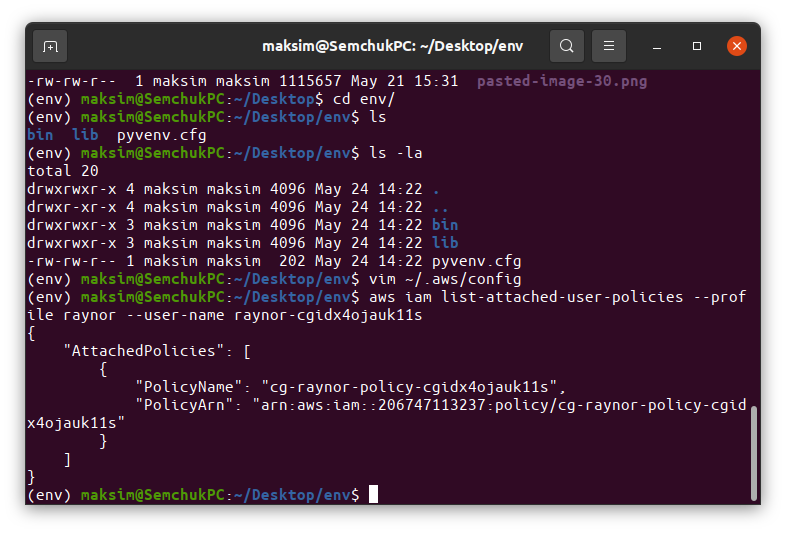 maksim@SemchukPC: ~/Desktop/env
-rw-rw-r--  1 maksim maksim 1115657 May 21 15:31  pasted-image-30.png
(env) maksim@SemchukPC:~/Desktop$ cd env/
(env) maksim@SemchukPC:~/Desktop/env$ ls
bin  lib  pyvenv.cfg
(env) maksim@SemchukPC:~/Desktop/env$ ls -la
total 20
drwxrwxr-x 4 maksim maksim 4096 May 24 14:22 .
drwxr-xr-x 4 maksim maksim 4096 May 24 14:22 ..
drwxrwxr-x 3 maksim maksim 4096 May 24 14:22 bin
drwxrwxr-x 3 maksim maksim 4096 May 24 14:22 lib
-rw-rw-r-- 1 maksim maksim  202 May 24 14:22 pyvenv.cfg
(env) maksim@SemchukPC:~/Desktop/env$ vim ~/.aws/config
(env) maksim@SemchukPC:~/Desktop/env$ aws iam list-attached-user-policies --prof
ile raynor --user-name raynor-cgidx4ojauk11s
{
    "AttachedPolicies": [
        {
            "PolicyName": "cg-raynor-policy-cgidx4ojauk11s",
            "PolicyArn": "arn:aws:iam::206747113237:policy/cg-raynor-policy-cgid
x4ojauk11s"
        }
    ]
}
(env) maksim@SemchukPC:~/Desktop/env$